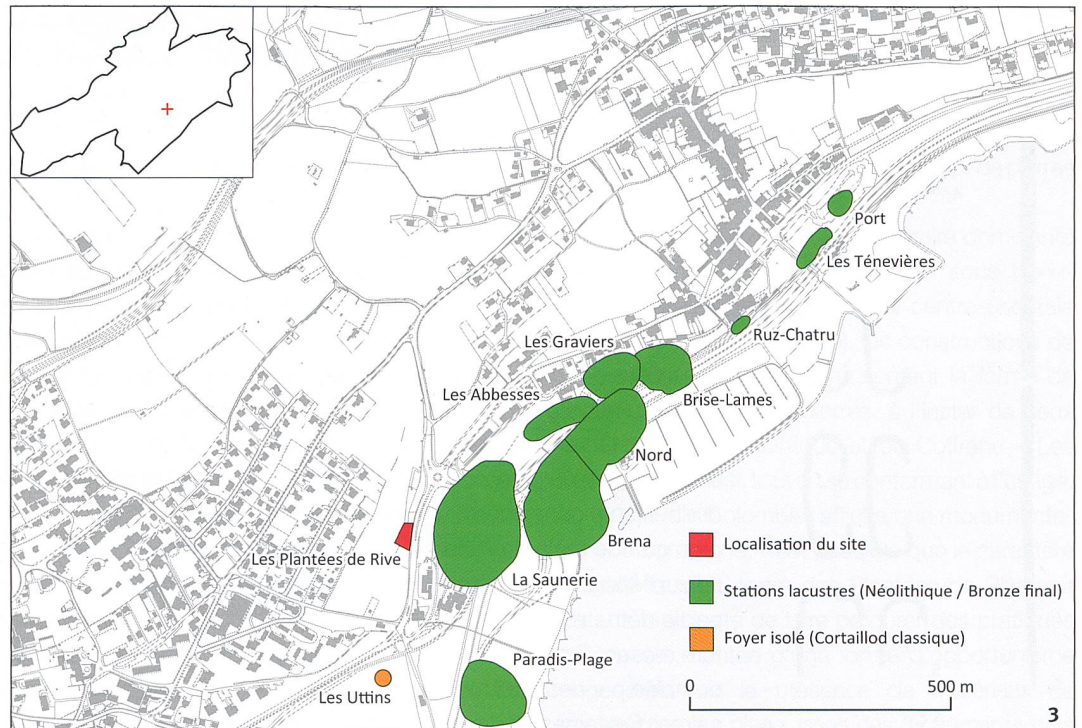 Port
Les Ténevières
Ruz-Chatru
Les Graviers
Brise-Lames
Les Abbesses
Nord
Brena
Les Plantées de Rive
La Saunerie
Paradis-Plage
Les Uttins
Localisation du site
Stations lacustres (Néolithique / Bronze final)
Foyer isolé (Cortaillod classique)
0 500 m
3